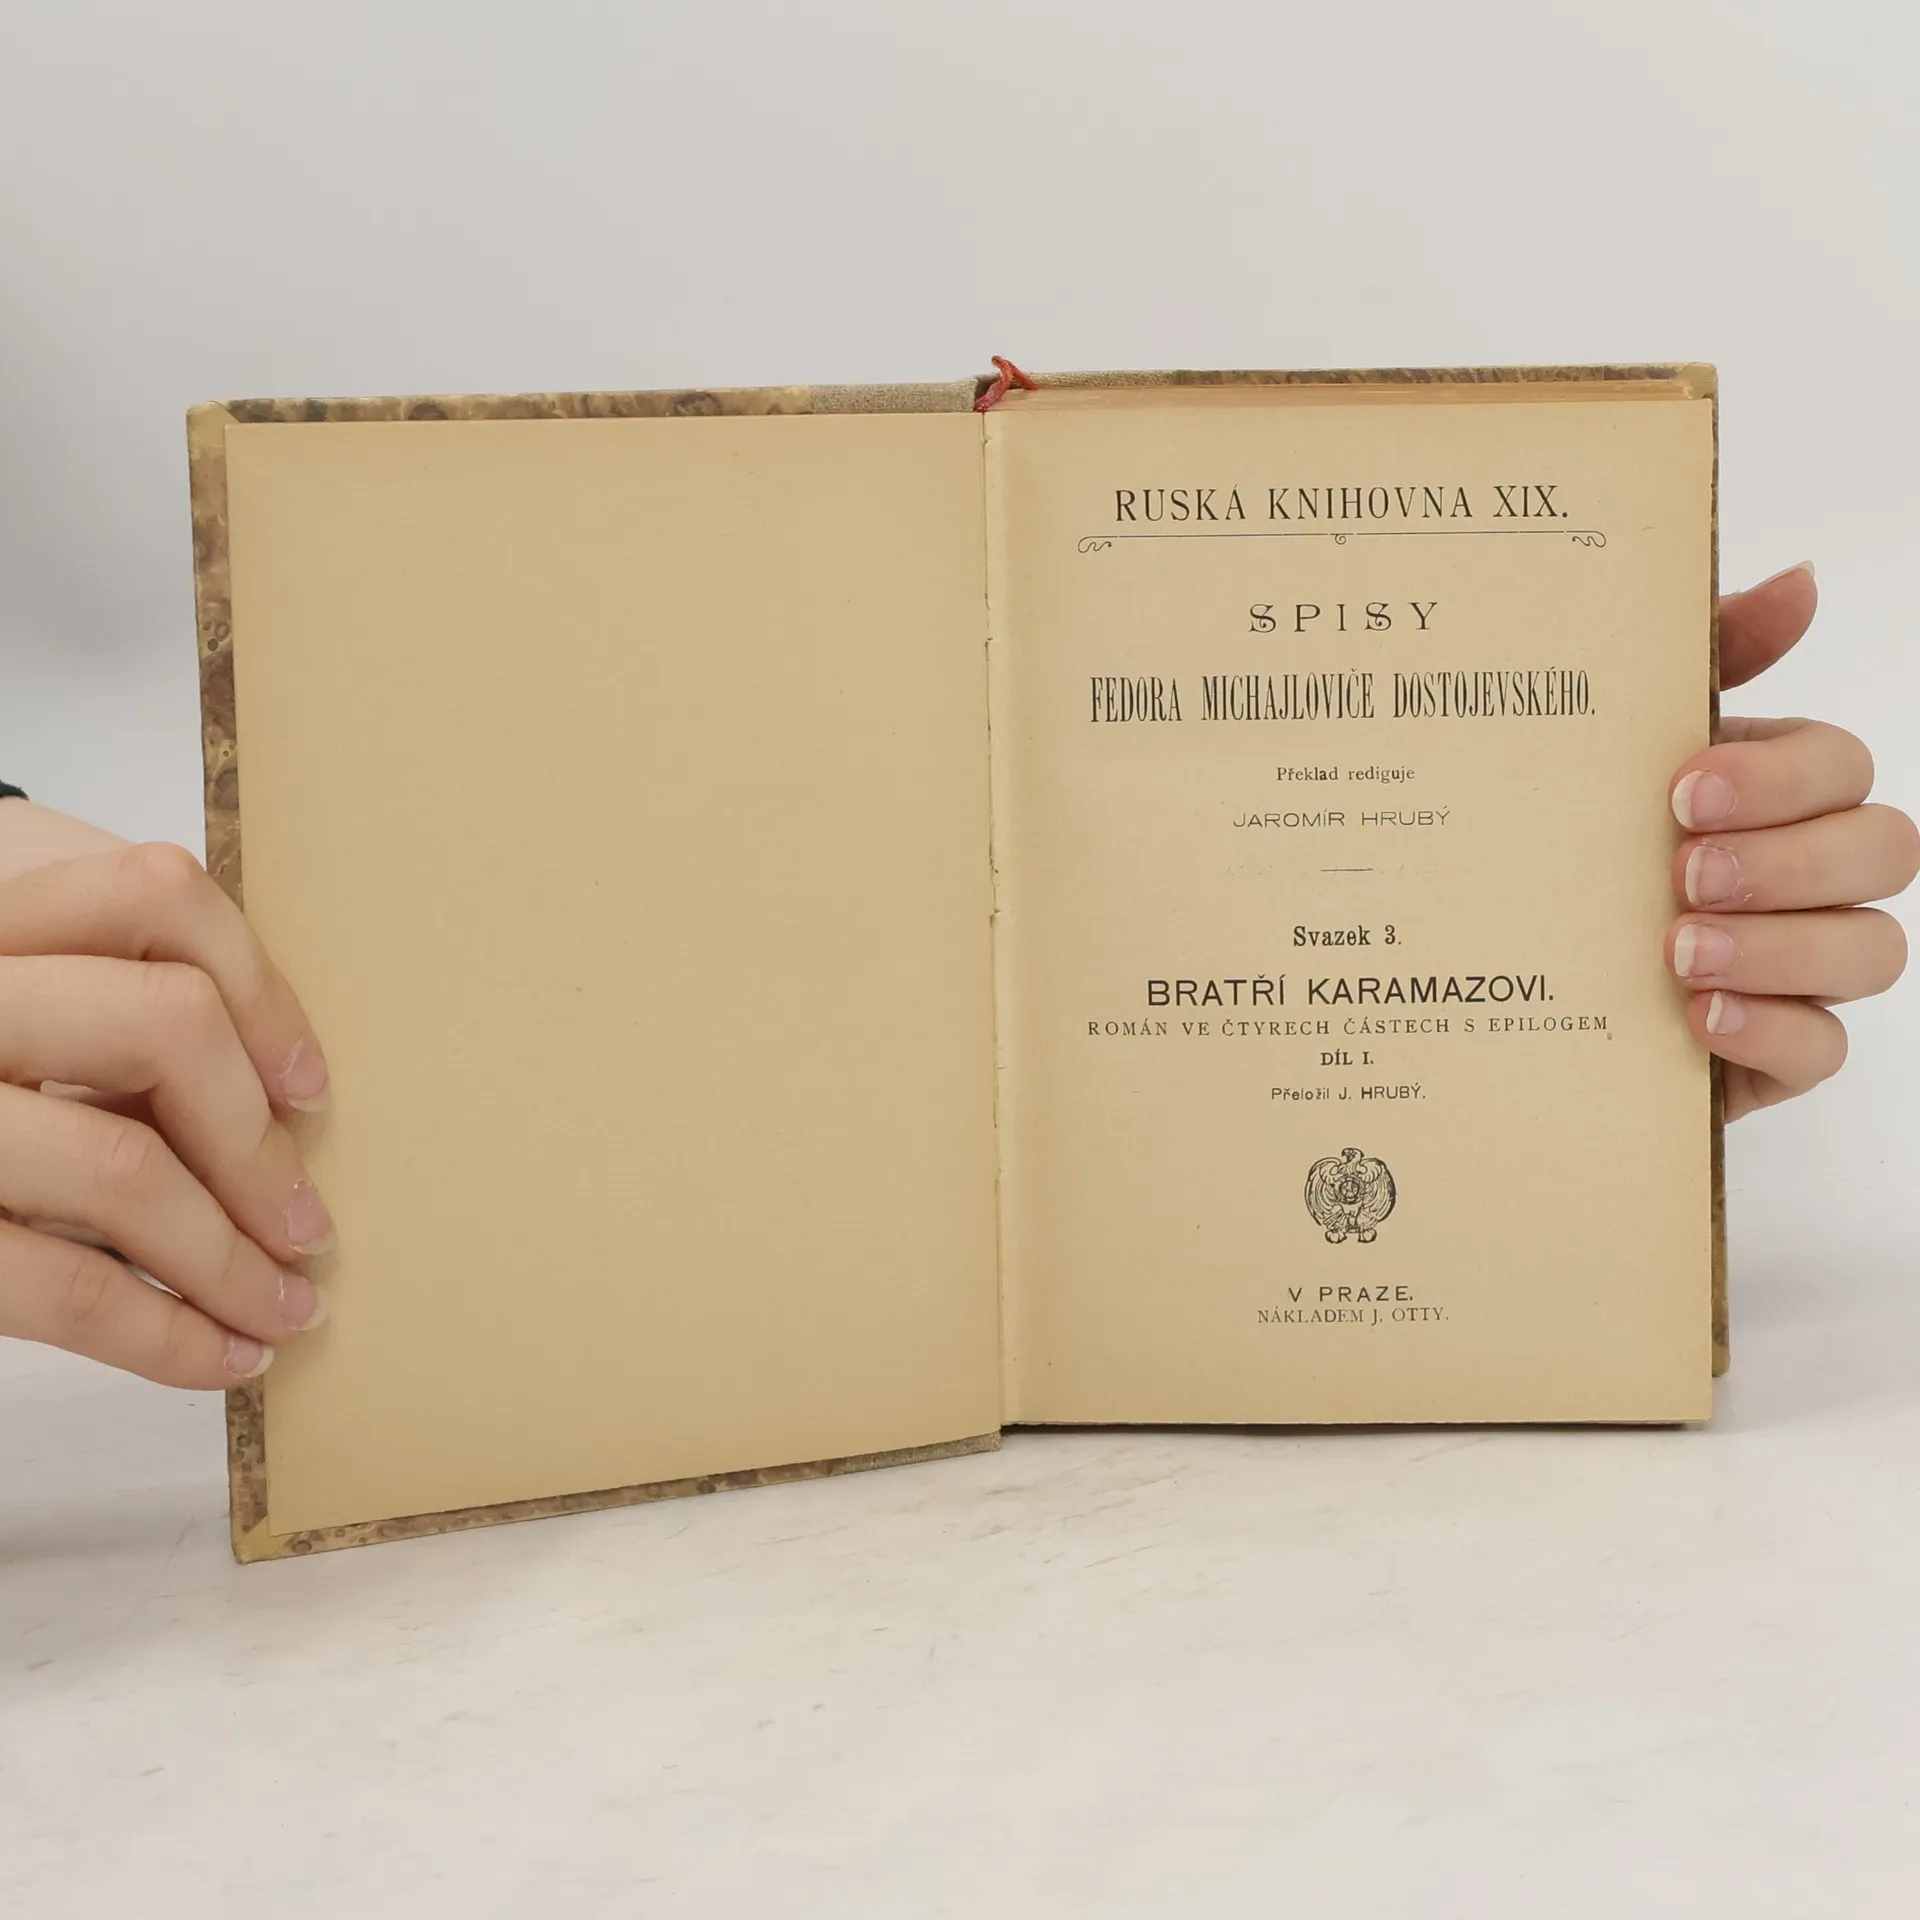 RUSKÁ KNIHOVNA XIX.
SPISY
FEDORA MICHAJLOVIČE DOSTOJEVSKÉHO.
Překlad rediguje
JAROMÍR HRUBÝ
Svazek 3.
BRATŘÍ KARAMAZOVI.
ROMÁN VE ČTYRECH ČÁSTECH S EPILOGEM
DÍL I.
Přeložil J. HRUBÝ.
V PRAZE.
NÁKLADEM J. OTTY.